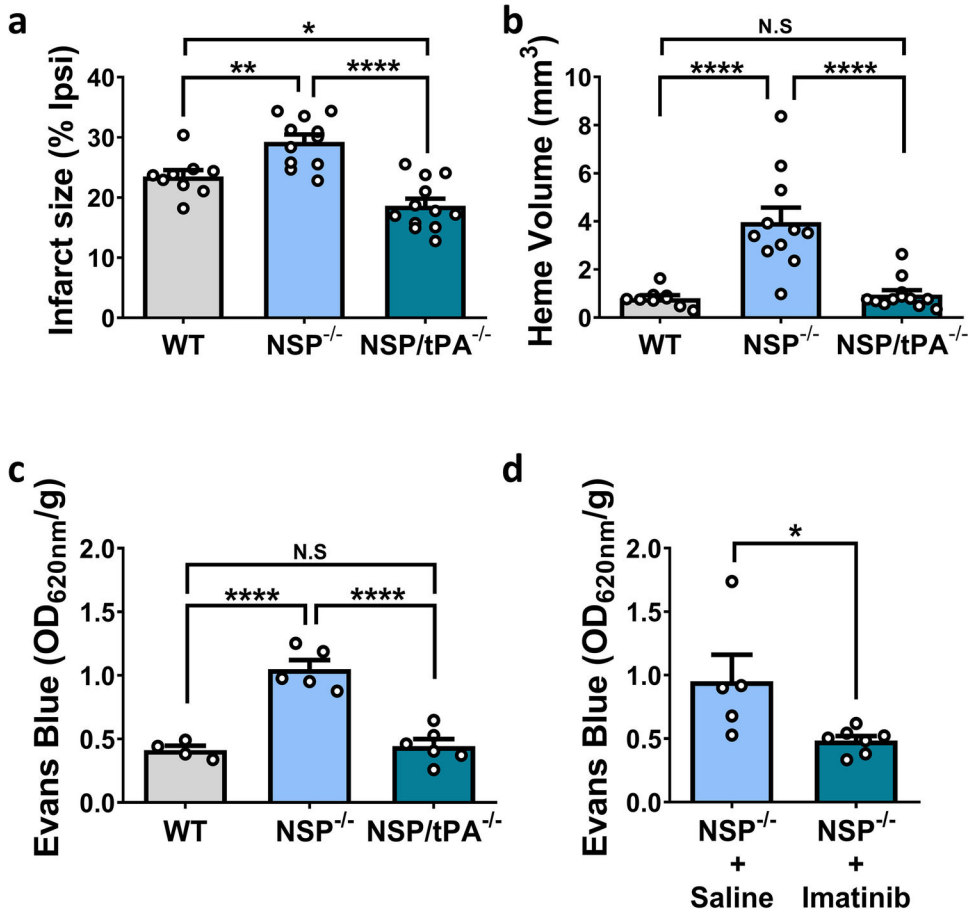 a
Infarct size (% Ipsi)
40
30
20
10
0
*
**
****
WT
NSP-/-
NSP/tPA-/-
b
Heme Volume (mm3)
10
8
6
4
2
0
N.S
****
****
WT
NSP-/-
NSP/tPA-/-
c
Evans Blue (OD620nm/g)
2.0
1.5
1.0
0.5
0.0
N.S
****
****
WT
NSP-/-
NSP/tPA-/-
d
Evans Blue (OD620nm/g)
2.0
1.5
1.0
0.5
0.0
*
NSP-/-
+
Saline
NSP-/-
+
Imatinib